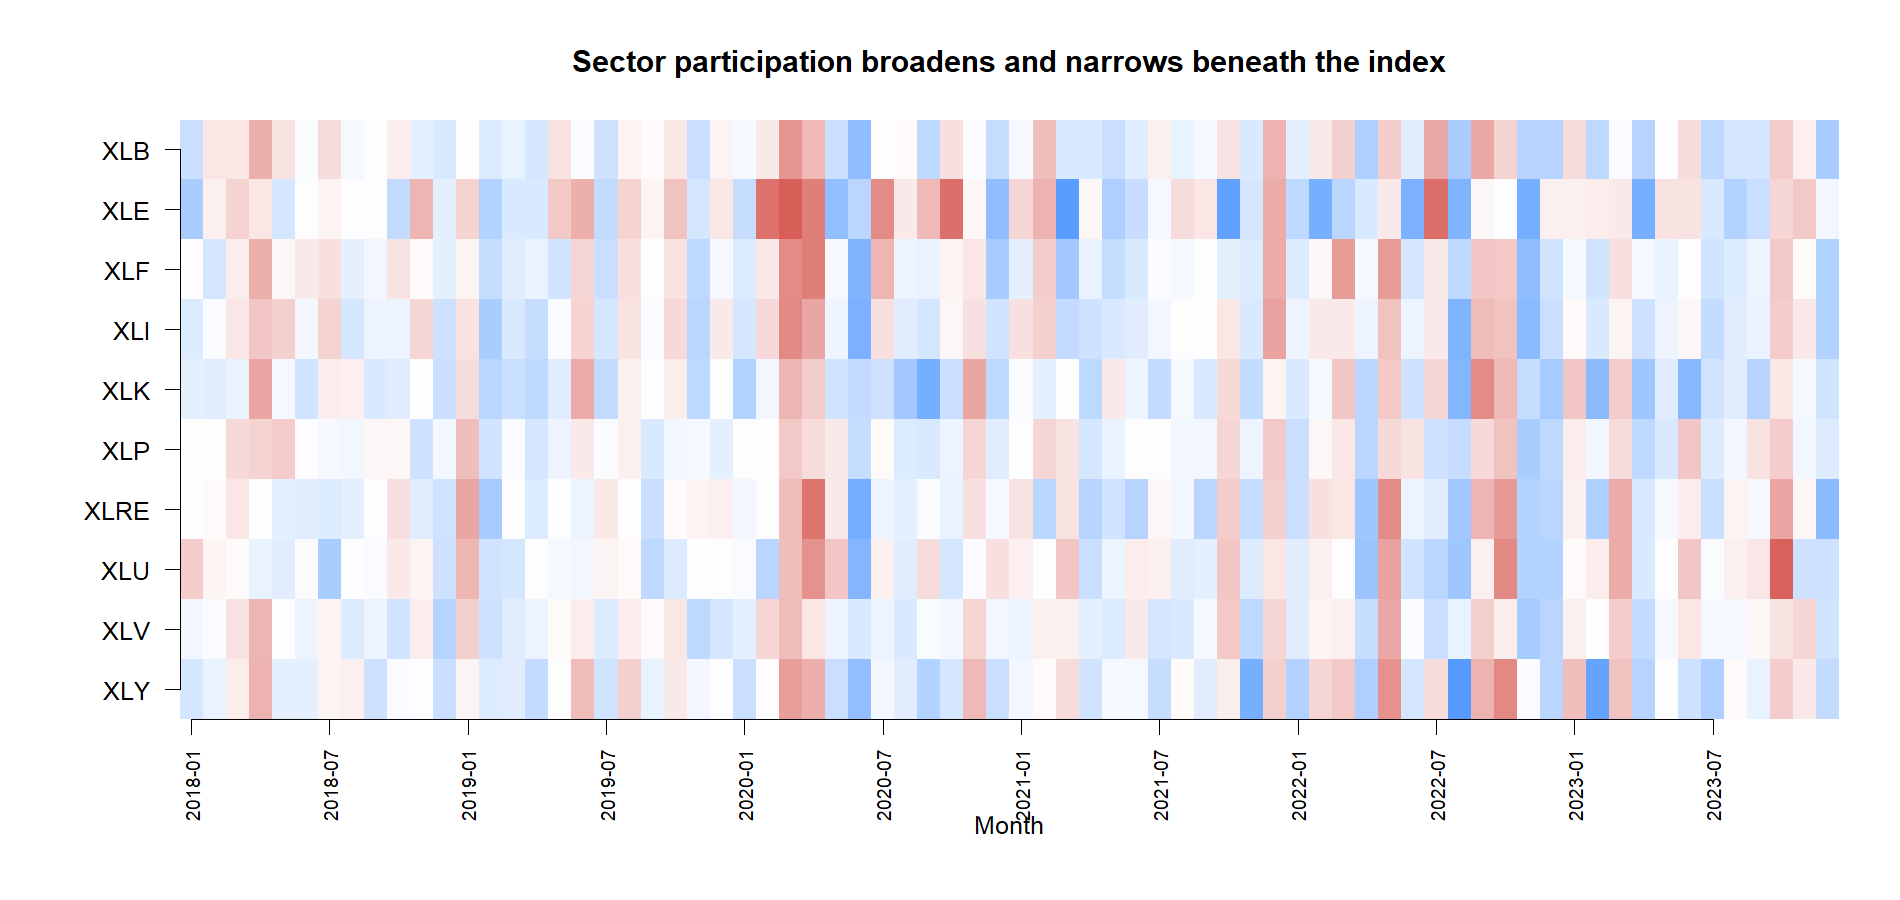 Sector participation broadens and narrows beneath the index
XLB
XLE
XLF
XLI
XLK
XLP
XLRE
XLU
XLV
XLY
2018-01
2018-07
2019-01
2019-07
2020-01
2020-07
2021-01
2021-07
2022-01
2022-07
2023-01
2023-07
Month